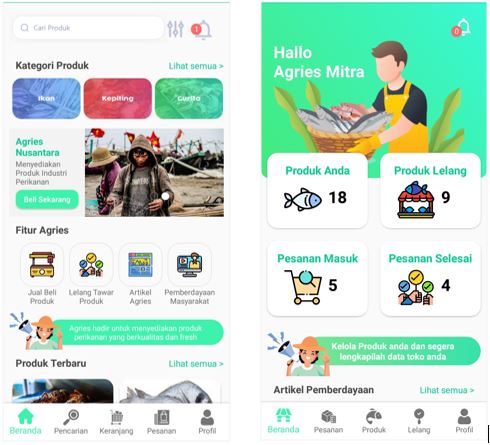 Cari Produk
1
Kategori Produk
Lihat semua >
Ikan
Kepiting
Gurita
Agries
Nusantara
Menyediakan
Produk Industri
Perikanan
Beli Sekarang
Fitur Agries
Jual Beli
Produk
Lelang Tawar
Produk
Artikel
Agries
Pemberdayaan
Masyarakat
Agries hadir untuk menyediakan produk
perikanan yang berkualitas dan fresh
Produk Terbaru
Lihat semua >
Beranda
Pencarian
Keranjang
Pesanan
Profil
0
Hallo
Agries Mitra
Produk Anda
18
Produk Lelang
9
Pesanan Masuk
5
Pesanan Selesai
4
Kelola Produk anda dan segera
lengkapilah data toko anda
Artikel Pemberdayaan
Lihat semua >
Beranda
Pesanan
Produk
Lelang
Profil